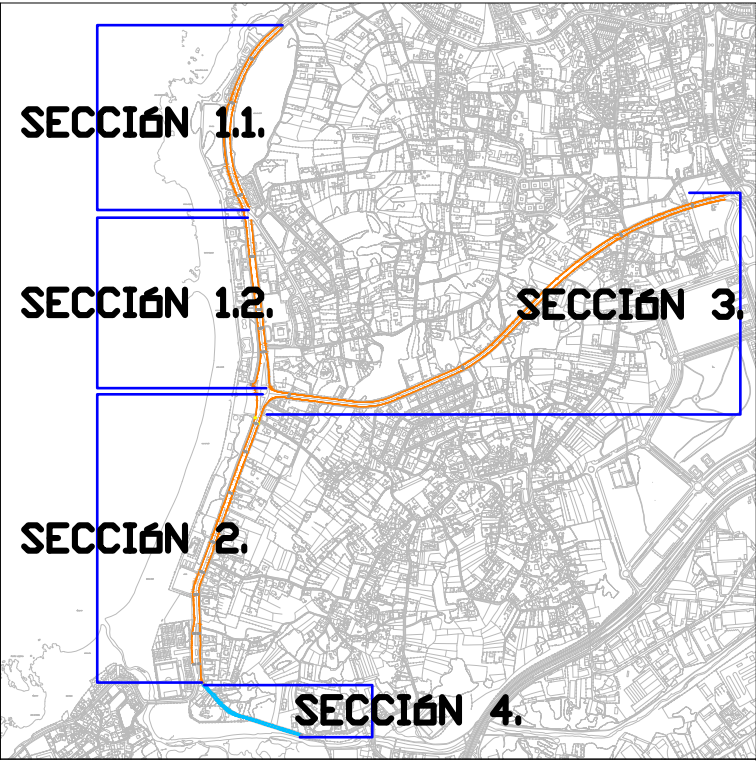 SECCIóN 1.1.
SECCIóN 1.2.
SECCIóN 3.
SECCIóN 2.
SECCIóN 4.